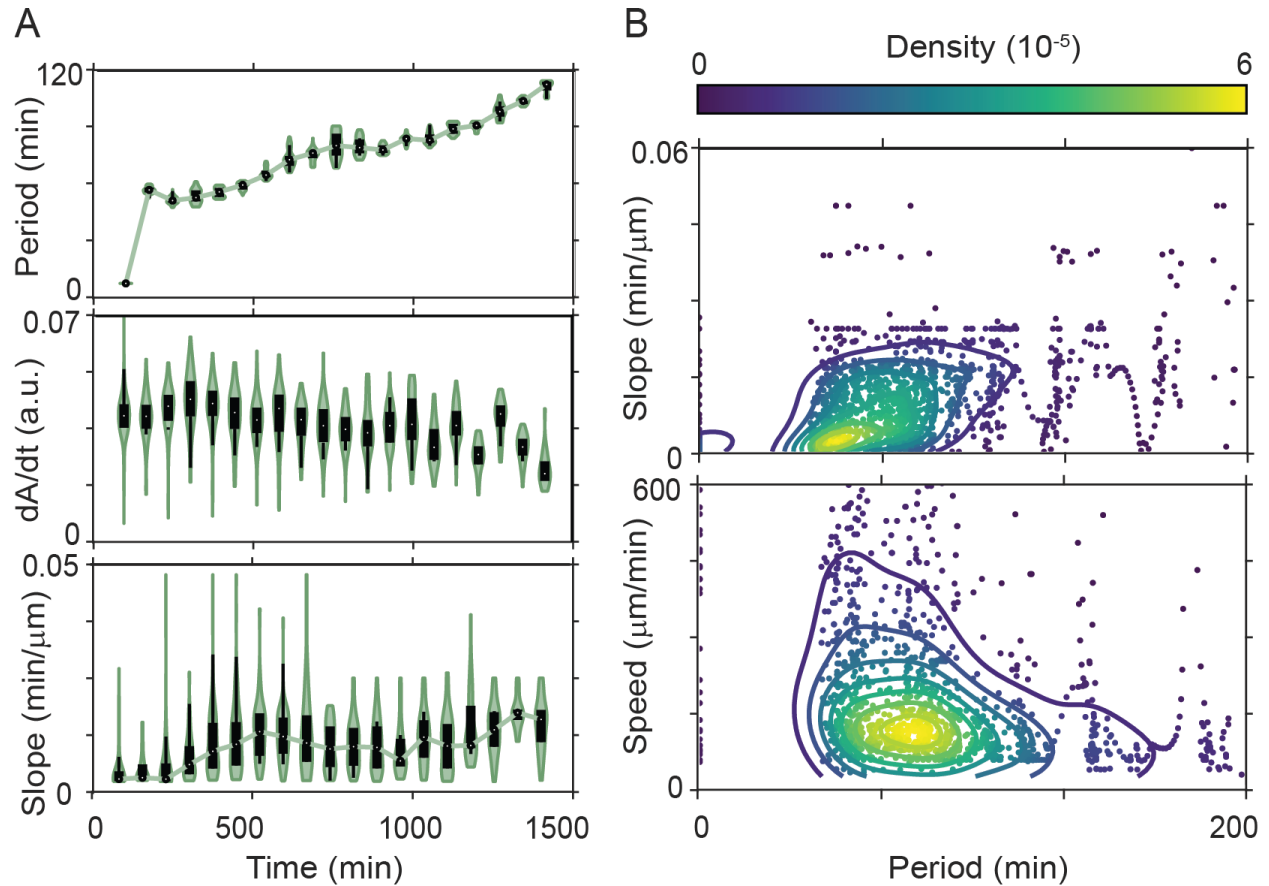 A
120
Period (min)
0
0.07
dA/dt (a.u.)
0
0.05
Slope (min/μm)
0
0 500 1000 1500
Time (min)
B
Density (10⁻⁵)
0 6
0.06
Slope (min/μm)
0
600
Speed (μm/min)
0
0 200
Period (min)